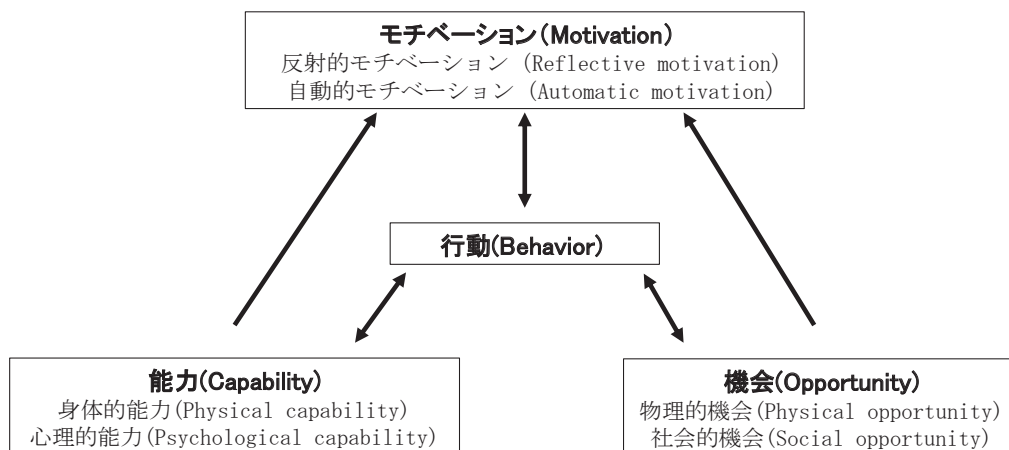 モチベーション(Motivation)
反射的モチベーション (Reflective motivation)
自動的モチベーション (Automatic motivation)
行動(Behavior)
能力(Capability)
身体的能力(Physical capability)
心理的能力(Psychological capability)
機会(Opportunity)
物理的機会(Physical opportunity)
社会的機会(Social opportunity)